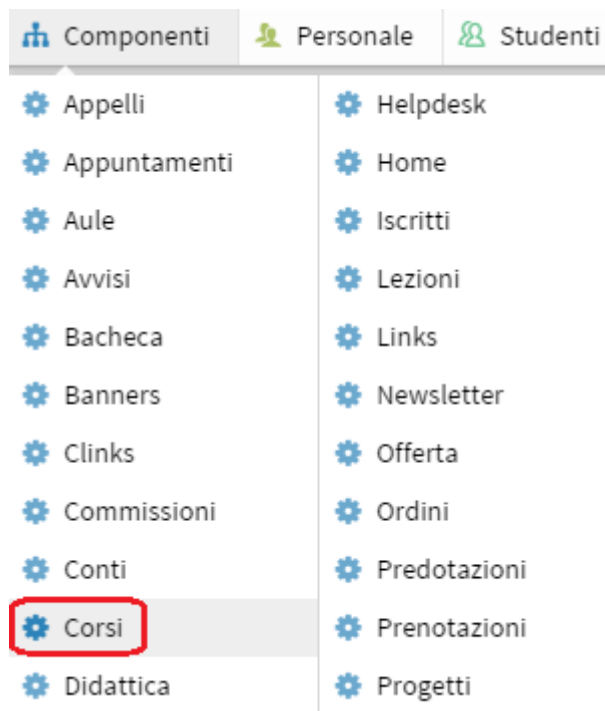 Componenti Personale Studenti
Appelli
Appuntamenti
Aule
Avvisi
Bacheca
Banners
Clinks
Commissioni
Conti
Corsi
Didattica
Helpdesk
Home
Iscritti
Lezioni
Links
Newsletter
Offerta
Ordini
Predotazioni
Prenotazioni
Progetti